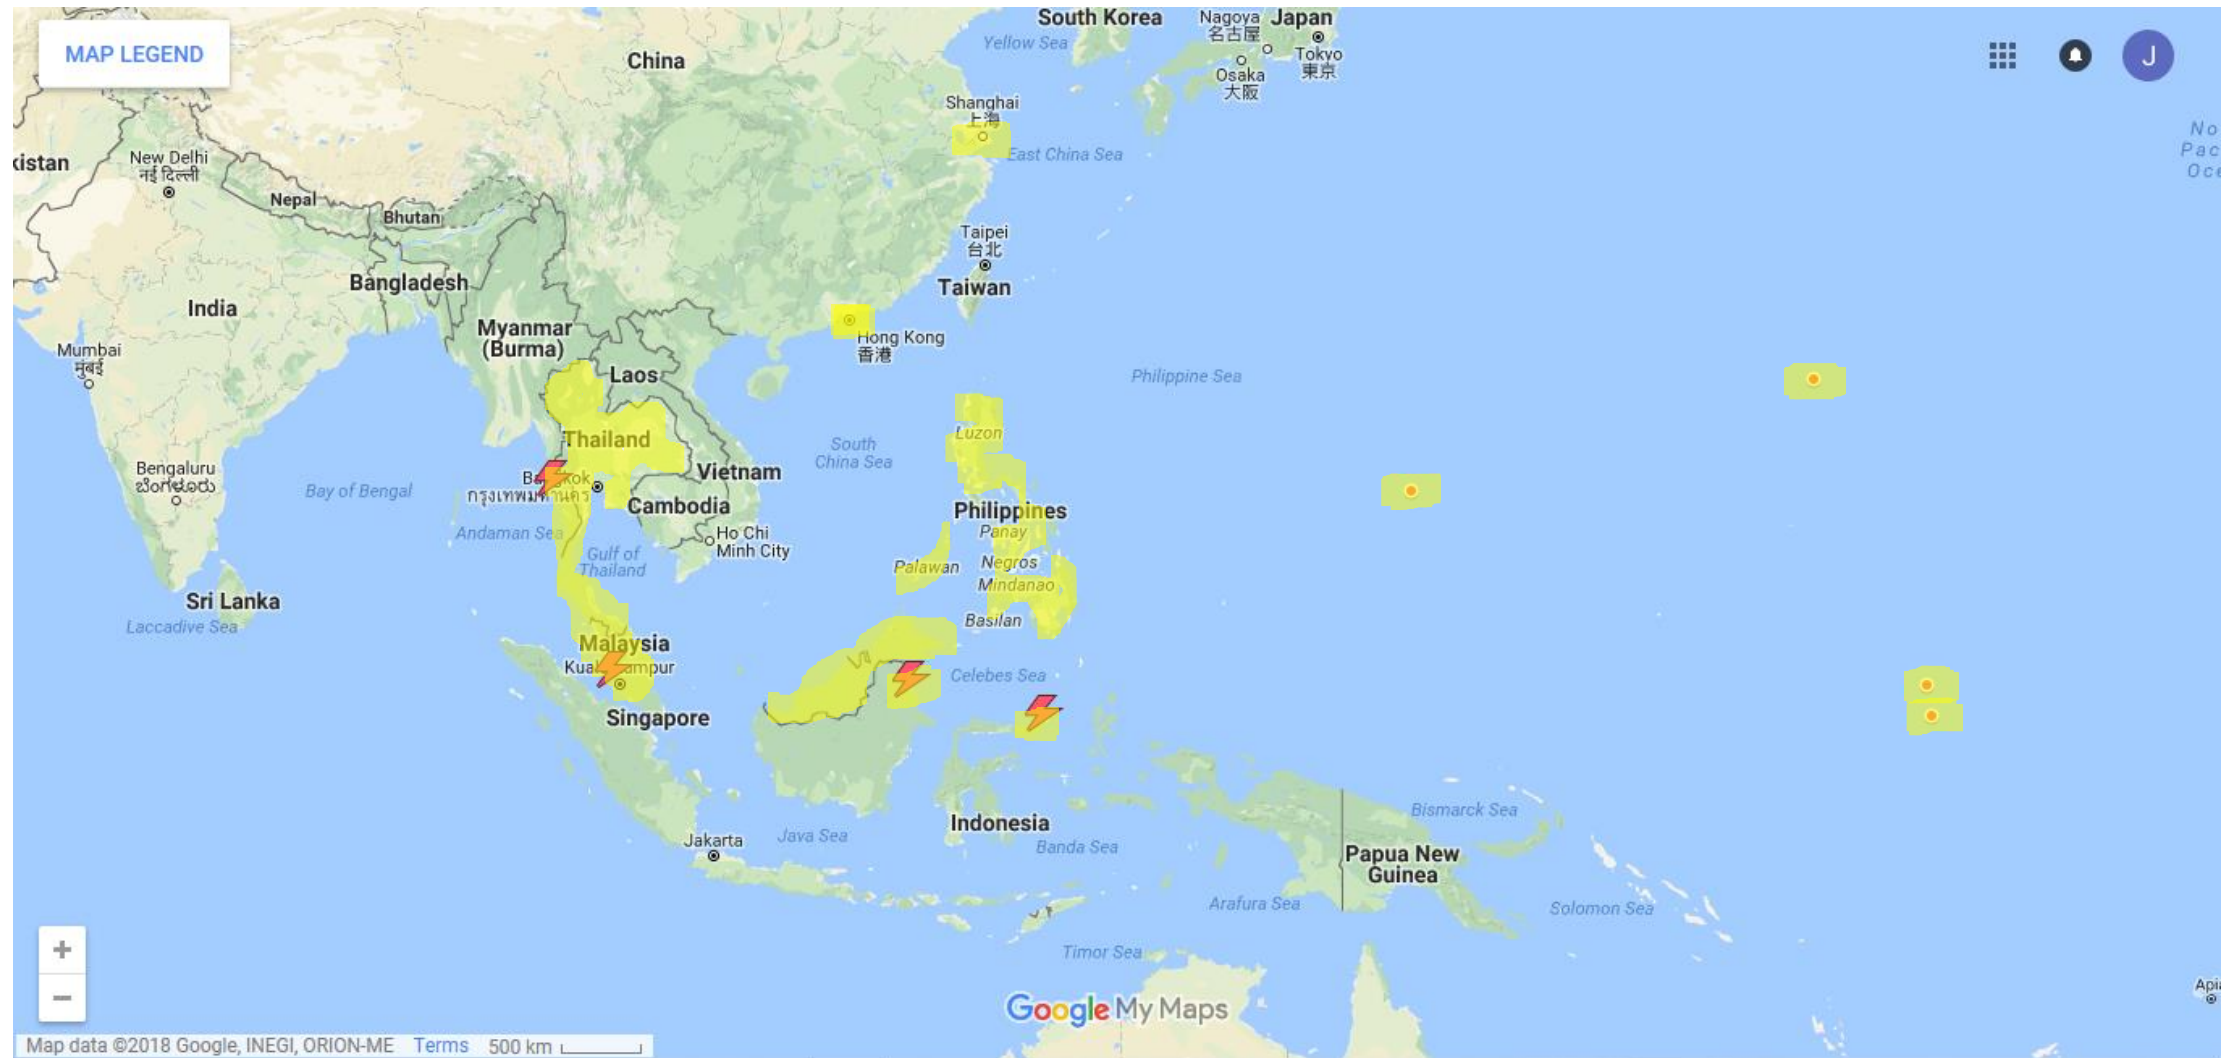 MAP LEGEND
South Korea
Nagoya
名古屋
Japan
Tokyo
東京
Osaka
大阪
Yellow Sea
China
Shanghai
上海
East China Sea
J
kistan
New Delhi
नई दिल्ली
Nepal
Bhutan
Bangladesh
India
Mumbai
मुंबई
Myanmar
(Burma)
Taipei
台北
Taiwan
Hong Kong
香港
Laos
Philippine Sea
Thailand
South
China Sea
Luzon
Vietnam
Bengaluru
ಬೆಂಗಳೂರು
Bay of Bengal
Cambodia
Philippines
Panay
Andaman Sea
Ho Chi
Minh City
Gulf of
Thailand
Palawan
Negros
Mindanao
Sri Lanka
Laccadive Sea
Basilan
Malaysia
Celebes Sea
Singapore
Indonesia
Jakarta
Java Sea
Banda Sea
Bismarck Sea
Papua New
Guinea
Arafura Sea
Solomon Sea
Timor Sea
Google My Maps
Apia
+
−
Map data ©2018 Google, INEGI, ORION-ME Terms 500 km